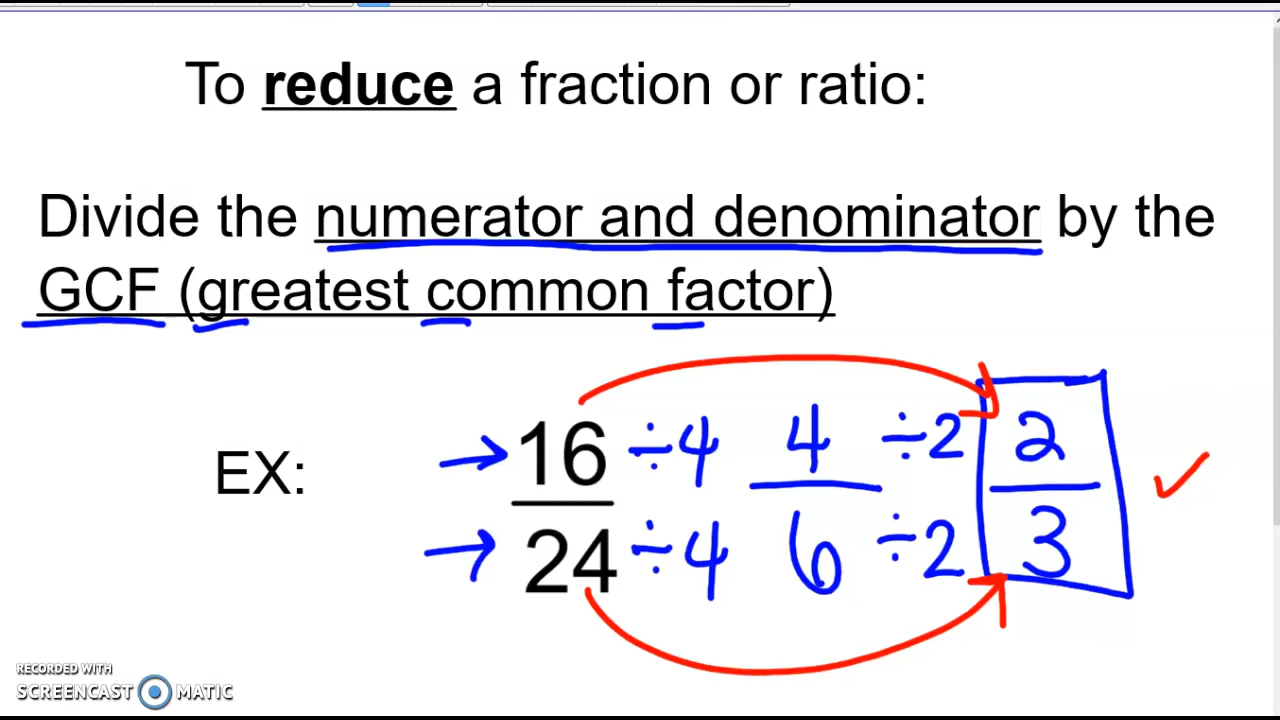 To reduce a fraction or ratio:
Divide the numerator and denominator by the
GCF (greatest common factor)
EX: → 16 ÷4 4 ÷2 2 ✓
→ 24 ÷4 6 ÷2 3
RECORDED WITH
SCREENCAST MATIC